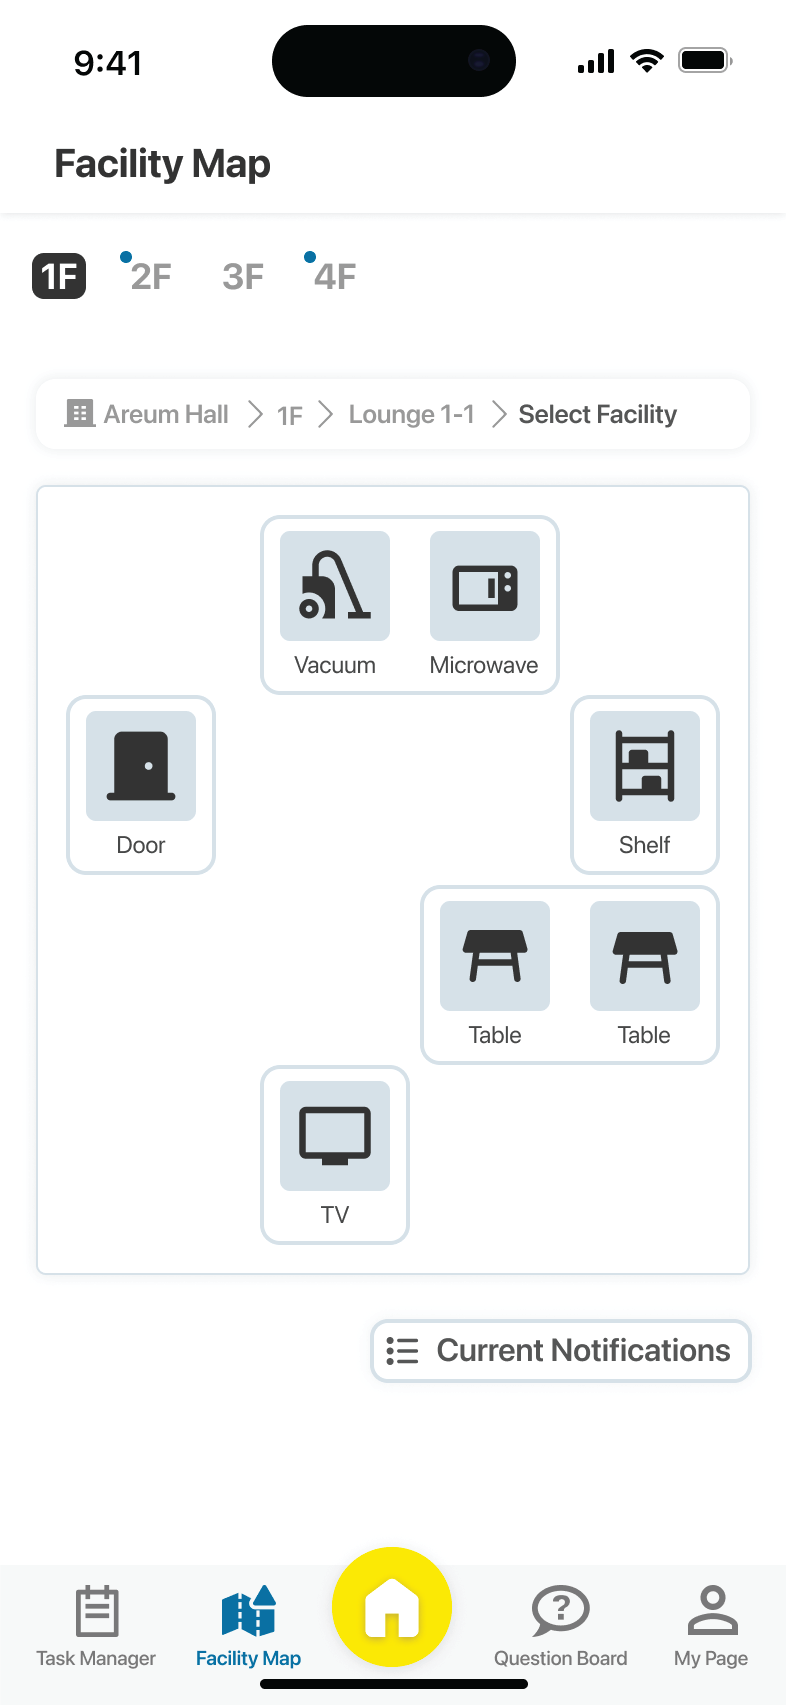 9:41
Facility Map
1F 2F 3F 4F
Areum Hall 1F Lounge 1-1 Select Facility
Vacuum Microwave
Door Shelf
Table Table
TV
Current Notifications
?
Task Manager Facility Map Question Board My Page